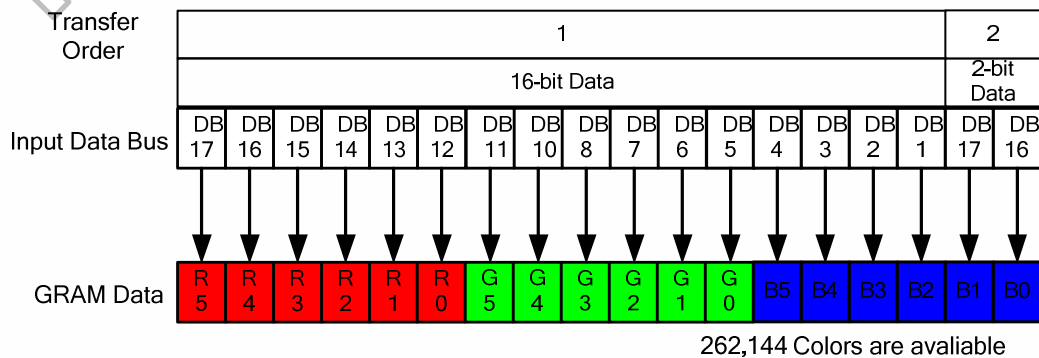 Transfer Order 1 2
16-bit Data 2-bit Data
Input Data Bus DB 17 DB 16 DB 15 DB 14 DB 13 DB 12 DB 11 DB 10 DB 8 DB 7 DB 6 DB 5 DB 4 DB 3 DB 2 DB 1 DB 17 DB 16
GRAM Data R 5 R 4 R 3 R 2 R 1 R 0 G 5 G 4 G 3 G 2 G 1 G 0 B5 B4 B3 B2 B1 B0
262,144 Colors are avaliable